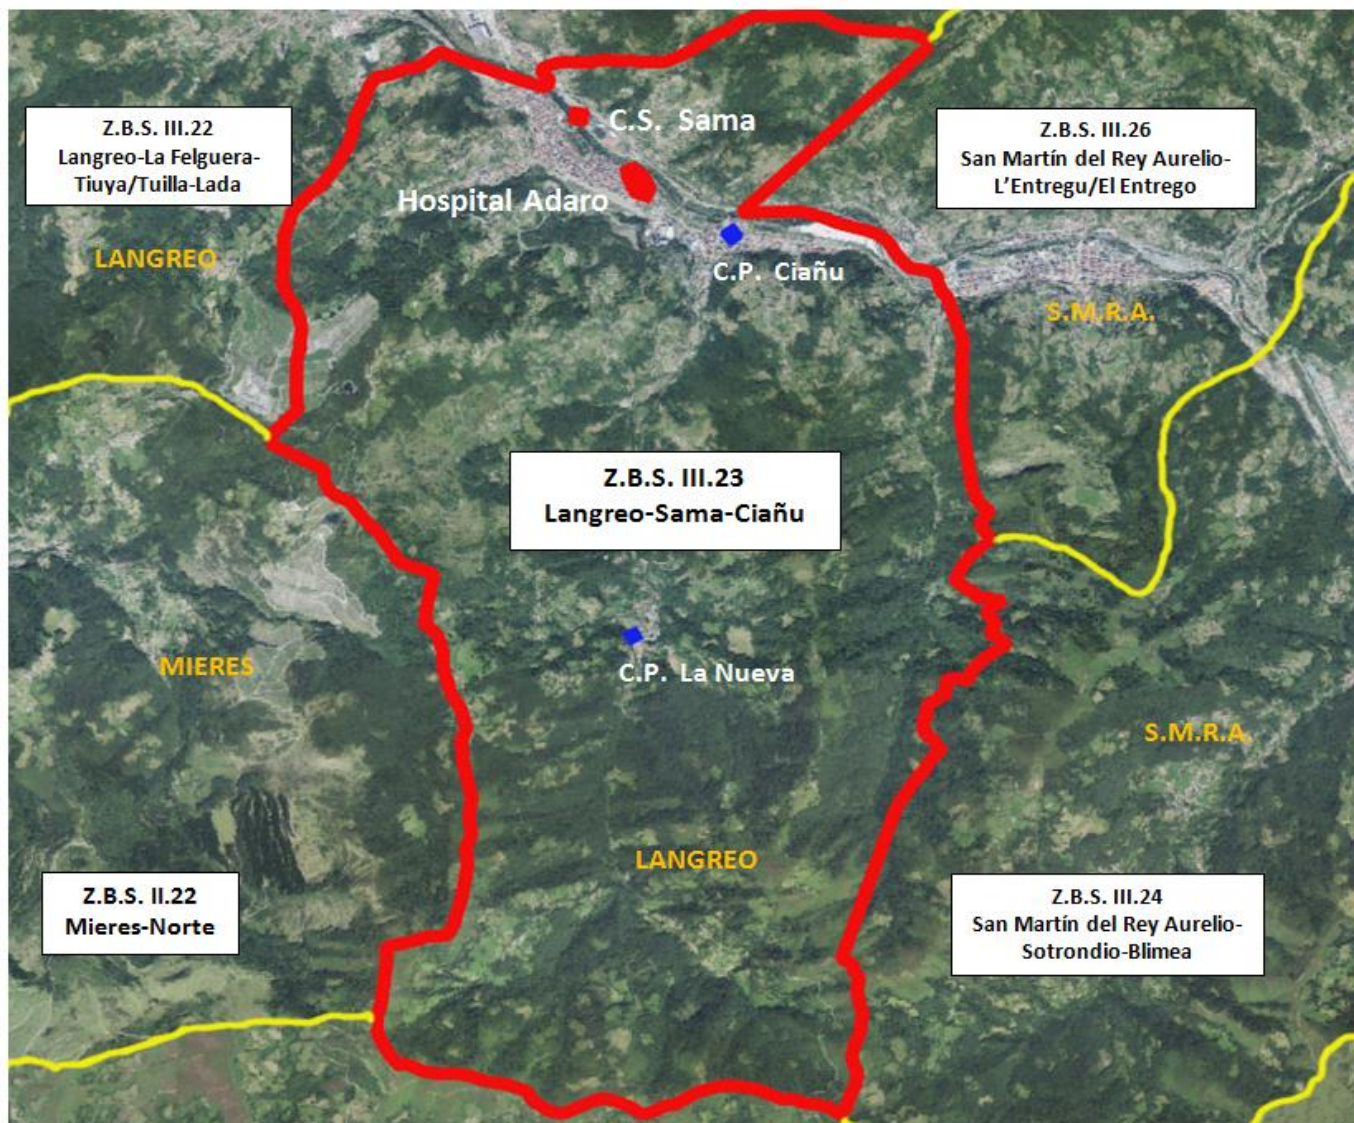 Z.B.S. III.22
Langreo-La Felguera-
Tiuya/Tuilla-Lada
C.S. Sama
Z.B.S. III.26
San Martín del Rey Aurelio-
L’Entregu/El Entrego
Hospital Adaro
LANGREO
C.P. Ciañu
S.M.R.A.
Z.B.S. III.23
Langreo-Sama-Ciañu
MIERES
C.P. La Nueva
S.M.R.A.
LANGREO
Z.B.S. II.22
Mieres-Norte
Z.B.S. III.24
San Martín del Rey Aurelio-
Sotrondio-Blimea